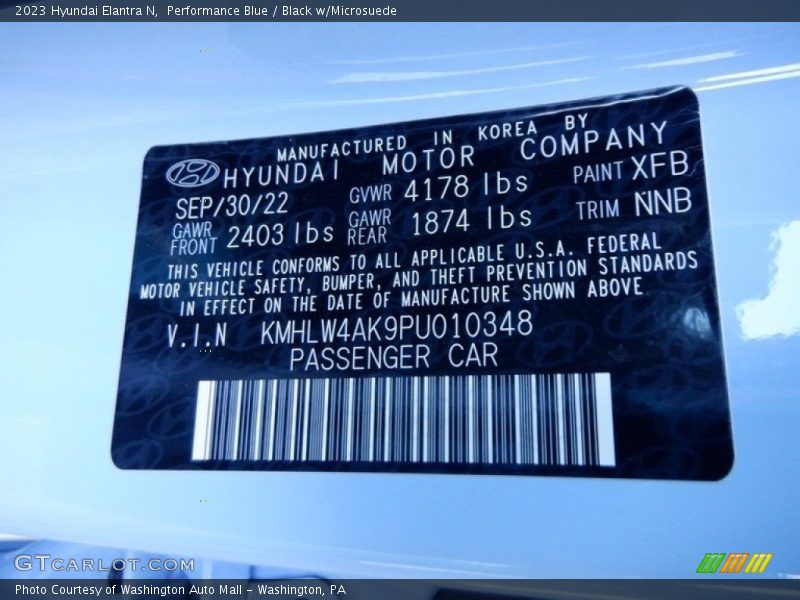 2023 Hyundai Elantra N,  Performance Blue / Black w/Microsuede
MANUFACTURED IN KOREA BY
HYUNDAI MOTOR COMPANY
SEP/30/22 GVWR 4178 lbs PAINT XFB
GAWR FRONT 2403 lbs GAWR REAR 1874 lbs TRIM NNB
THIS VEHICLE CONFORMS TO ALL APPLICABLE U.S.A. FEDERAL
MOTOR VEHICLE SAFETY, BUMPER, AND THEFT PREVENTION STANDARDS
IN EFFECT ON THE DATE OF MANUFACTURE SHOWN ABOVE
V.I.N KMHLW4AK9PU010348
PASSENGER CAR
GTCARLOT.COM
Photo Courtesy of Washington Auto Mall - Washington, PA